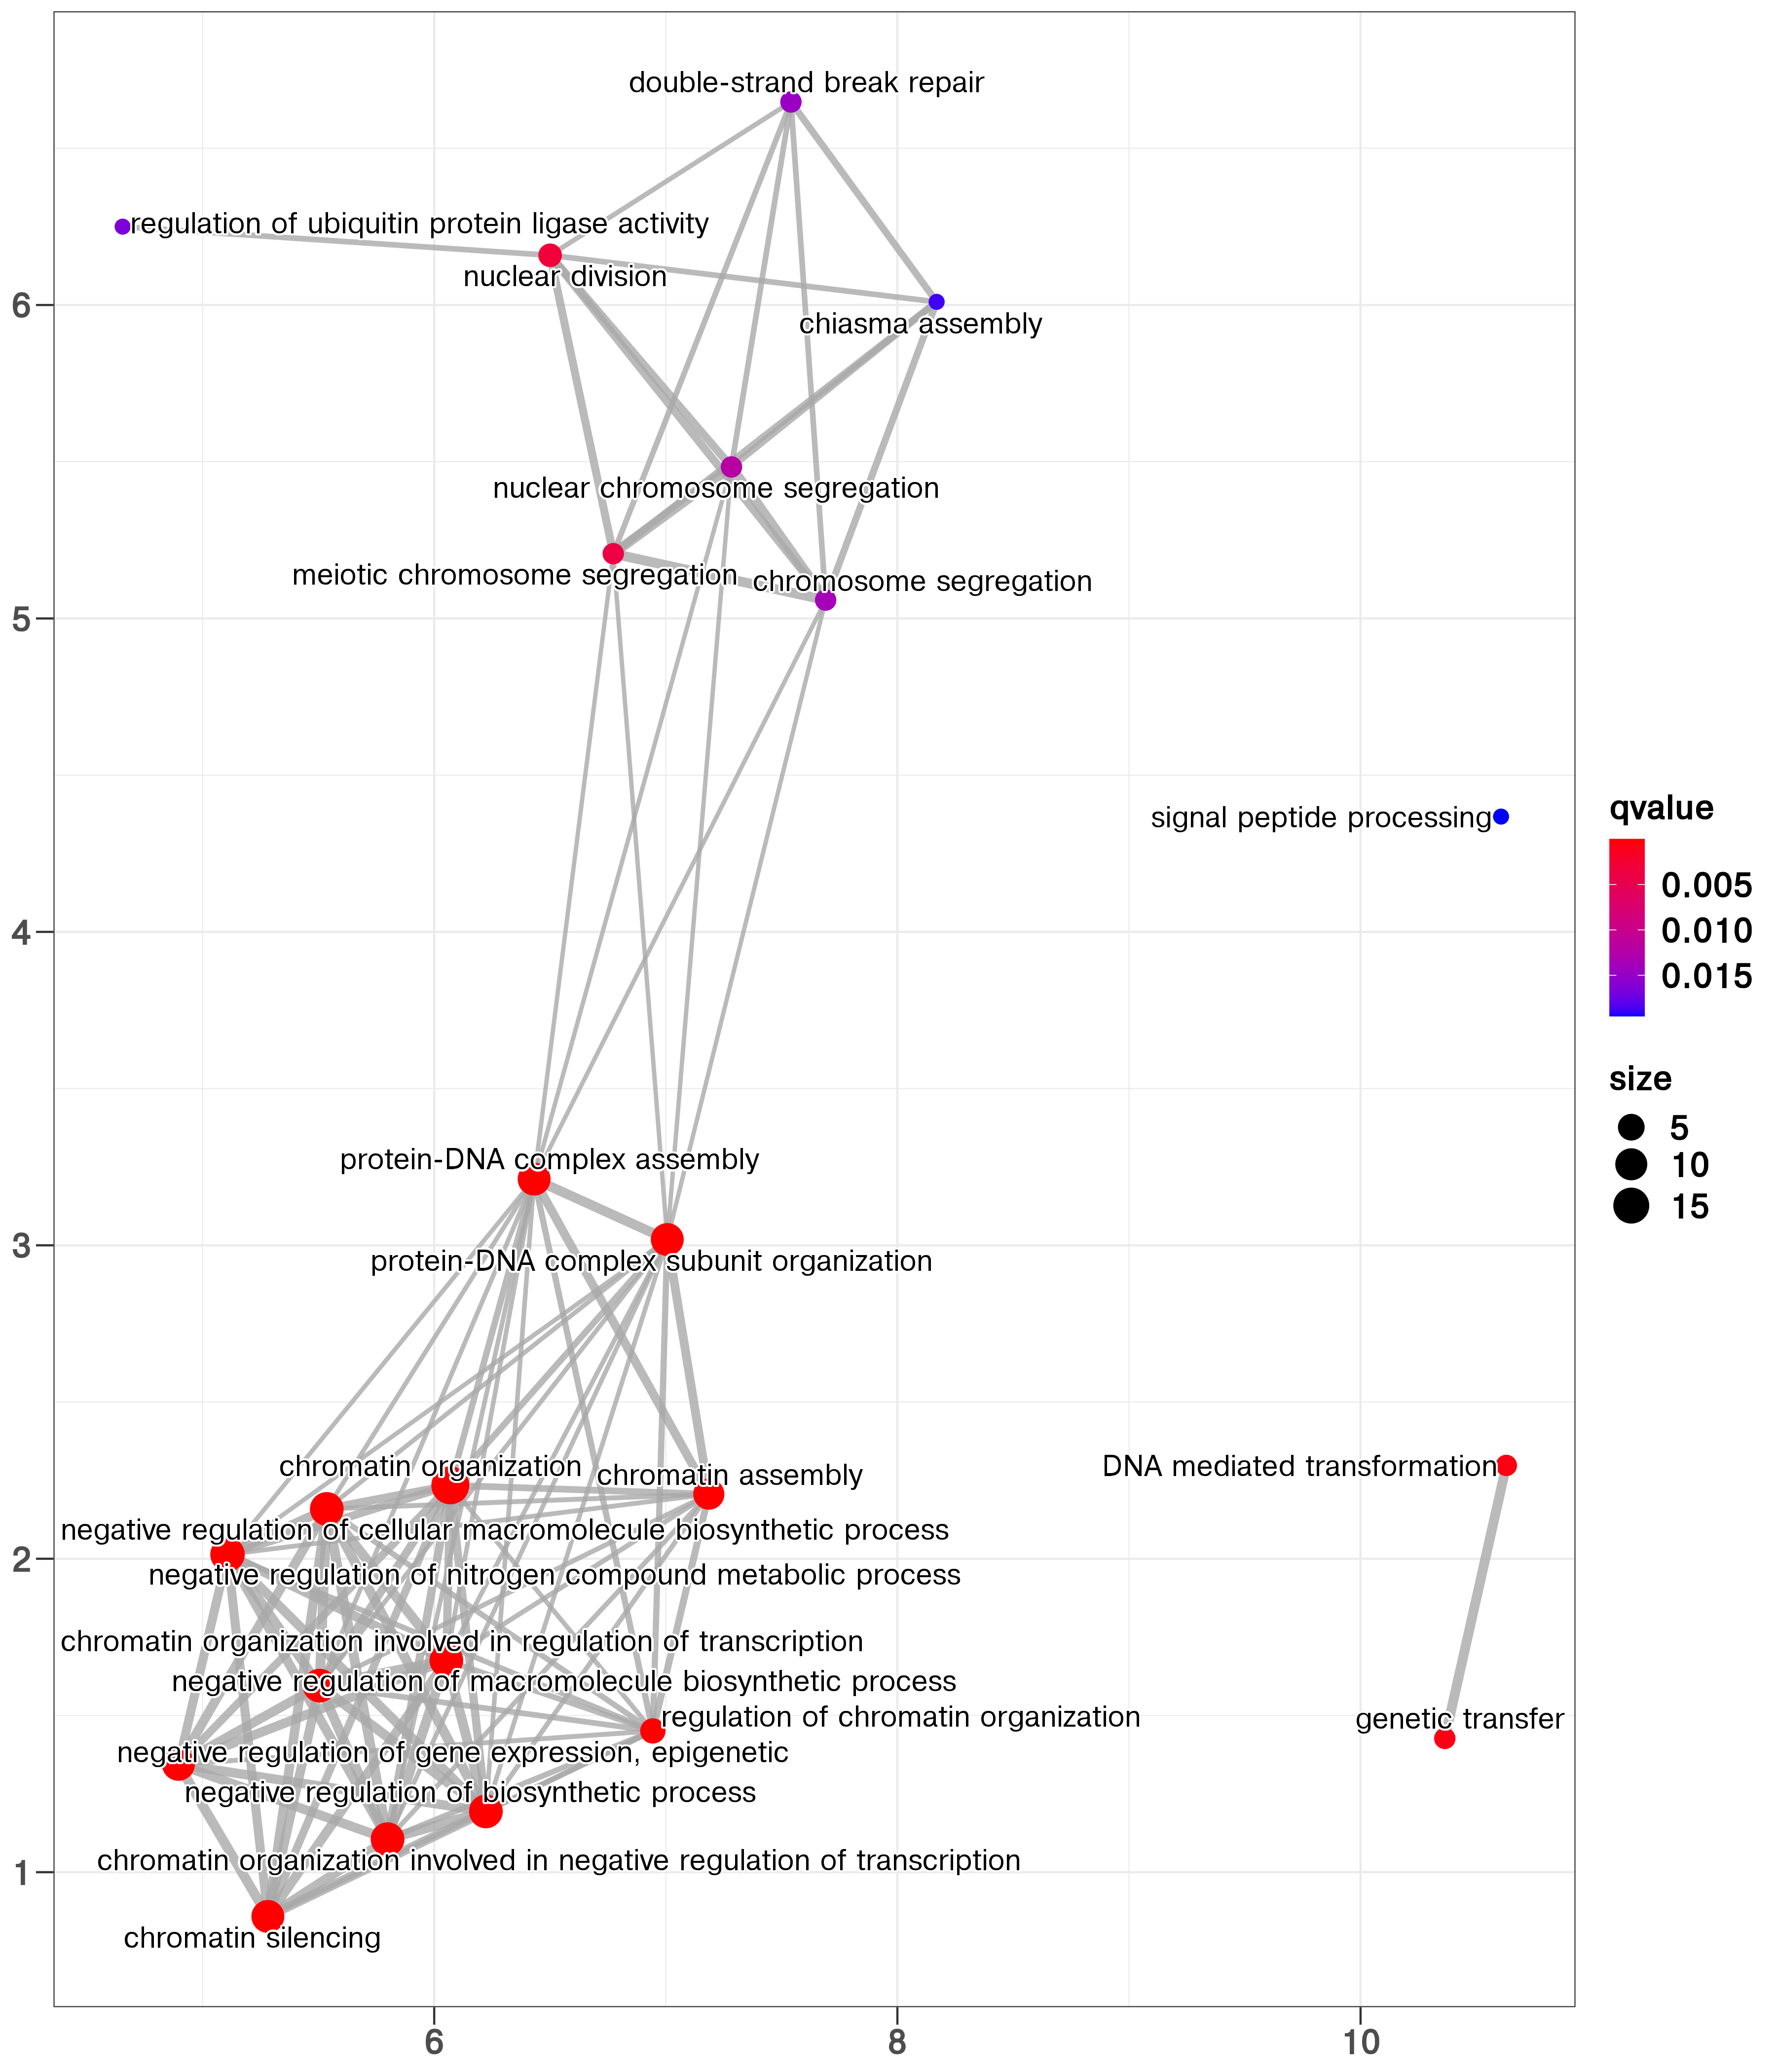 double-strand break repair
regulation of ubiquitin protein ligase activity
nuclear division
6
chiasma assembly
nuclear chromosome segregation
meiotic chromosome segregation
chromosome segregation
5
signal peptide processing
4
protein-DNA complex assembly
3
protein-DNA complex subunit organization
chromatin organization
chromatin assembly
DNA mediated transformation
negative regulation of cellular macromolecule biosynthetic process
2
negative regulation of nitrogen compound metabolic process
chromatin organization involved in regulation of transcription
negative regulation of macromolecule biosynthetic process
regulation of chromatin organization
genetic transfer
negative regulation of gene expression, epigenetic
negative regulation of biosynthetic process
chromatin organization involved in negative regulation of transcription
1
chromatin silencing
6
8
10
qvalue
0.005
0.010
0.015
size
5
10
15